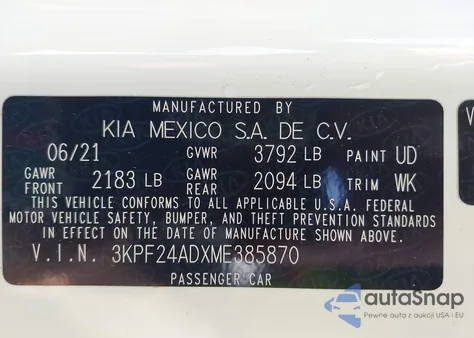 MANUFACTURED BY
KIA MEXICO S.A. DE C.V.
06/21 GVWR 3792 LB PAINT UD
GAWR FRONT 2183 LB GAWR REAR 2094 LB TRIM WK
THIS VEHICLE CONFORMS TO ALL APPLICABLE U.S.A. FEDERAL
MOTOR VEHICLE SAFETY, BUMPER, AND THEFT STANDARDS
IN EFFECT ON THE DATE OF MANUFACTURE SHOWN ABOVE.
V.I.N. 3KPF24ADXME385870
PASSENGER CAR
V
autoSnap
Pewne auta z aukcji USA i EU